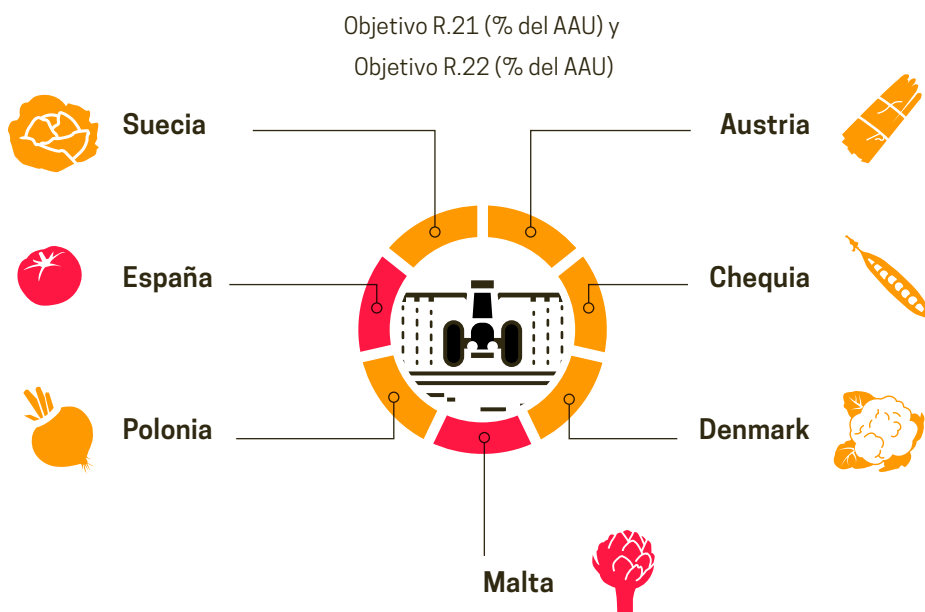 Objetivo R.21 (% del AAU) y
Objetivo R.22 (% del AAU)
Suecia
Austria
España
Chequia
Polonia
Denmark
Malta